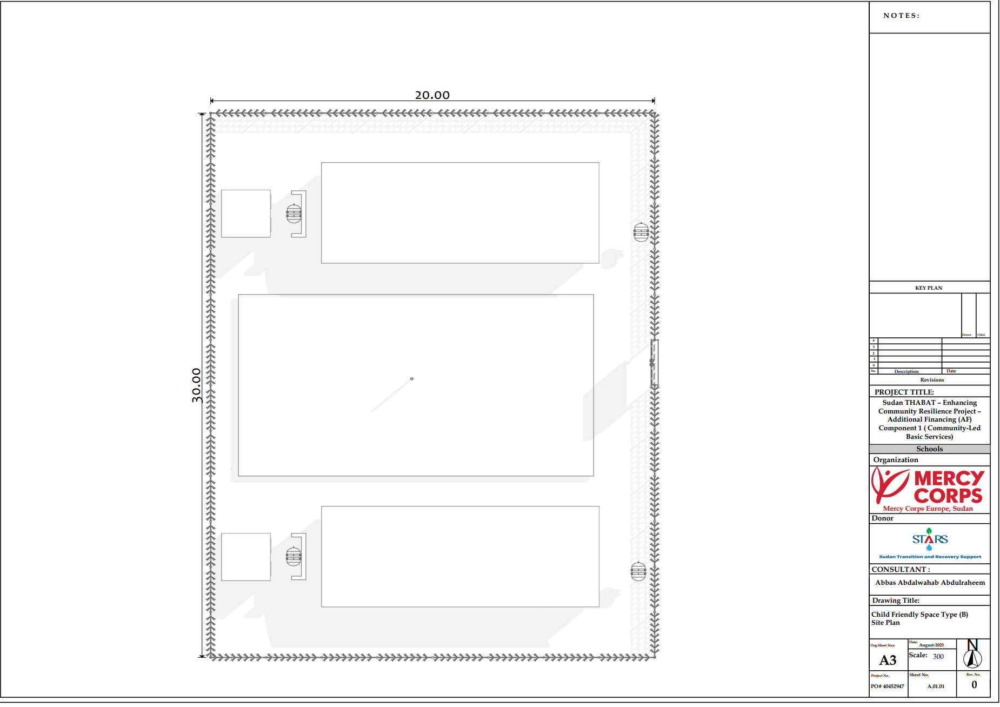 20.00
30.00
NOTES:
KEY PLAN
Drawn Chkd.
4
3
2
1
0
No. Description: Date
Revisions
PROJECT TITLE:
Sudan THABAT – Enhancing
Community Resilience Project –
Additional Financing (AF)
Component 1 ( Community-Led
Basic Services)
Schools
Organization
MERCY
CORPS
Mercy Corps Europe, Sudan
Donor
STARS
Sudan Transition and Recovery Support
CONSULTANT :
Abbas Abdalwahab Abdulraheem
Drawing Title:
Child Friendly Space Type (B)
Site Plan
Org.Sheet Size:
A3
Date: August-2025
Scale: 300
N
Project No.
PO# 40452947
Sheet No.
A.01.01
Rev. No.
0